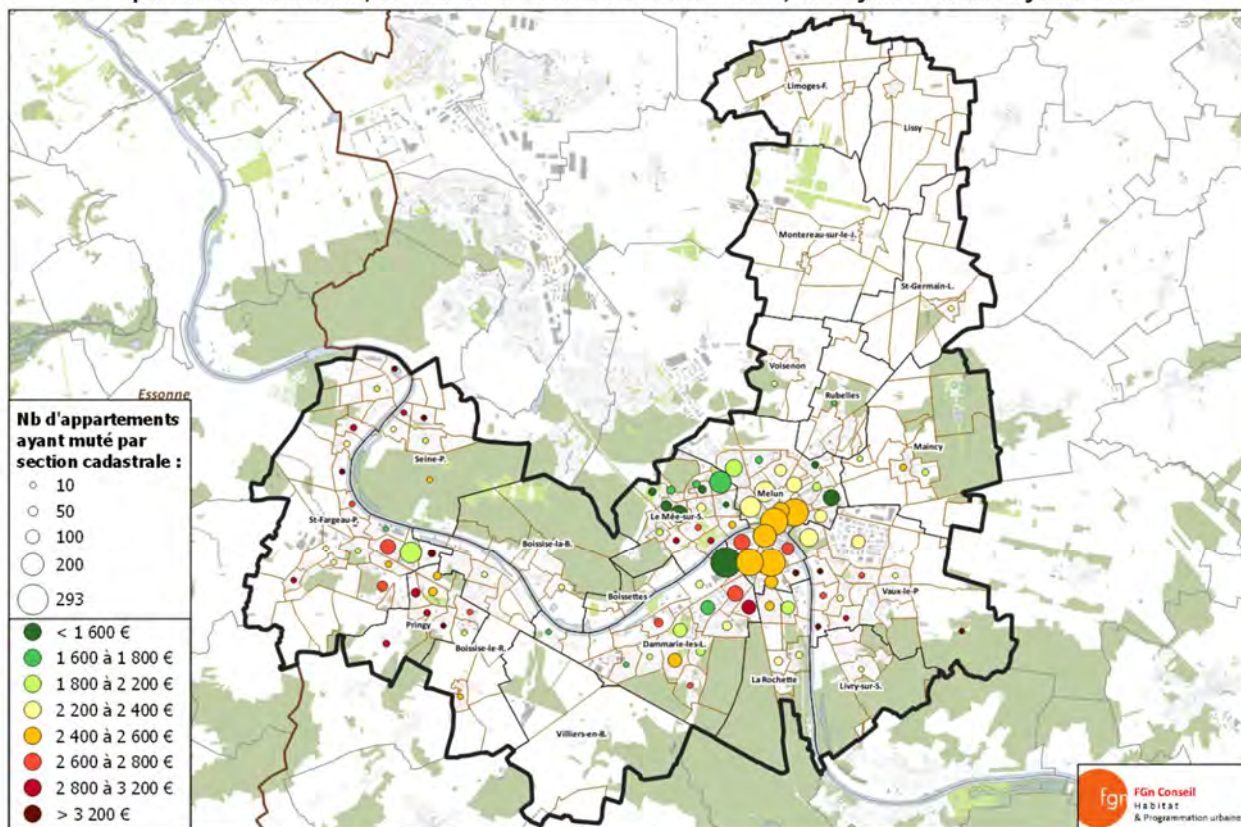 Limoges-F.
Lissy
Montereau-sur-le-J.
St-Germain-L.
Voisenon
Rubelles
Maincy
Essonne
Seine-P.
Melun
Le Mée-sur-S.
St-Fargeau-P.
Boissise-la-B.
Boissettes
Vaux-le-P
Pringy
Boissise-le-R.
Dammarie-les-L.
La Rochette
Livry-sur-S.
Villiers-en-B.
Nb d'appartements
ayant muté par
section cadastrale :
10
50
100
200
293
< 1 600 €
1 600 à 1 800 €
1 800 à 2 200 €
2 200 à 2 400 €
2 400 à 2 600 €
2 600 à 2 800 €
2 800 à 3 200 €
> 3 200 €
fgn
FGn Conseil
Habitat
& Programmation urbaine